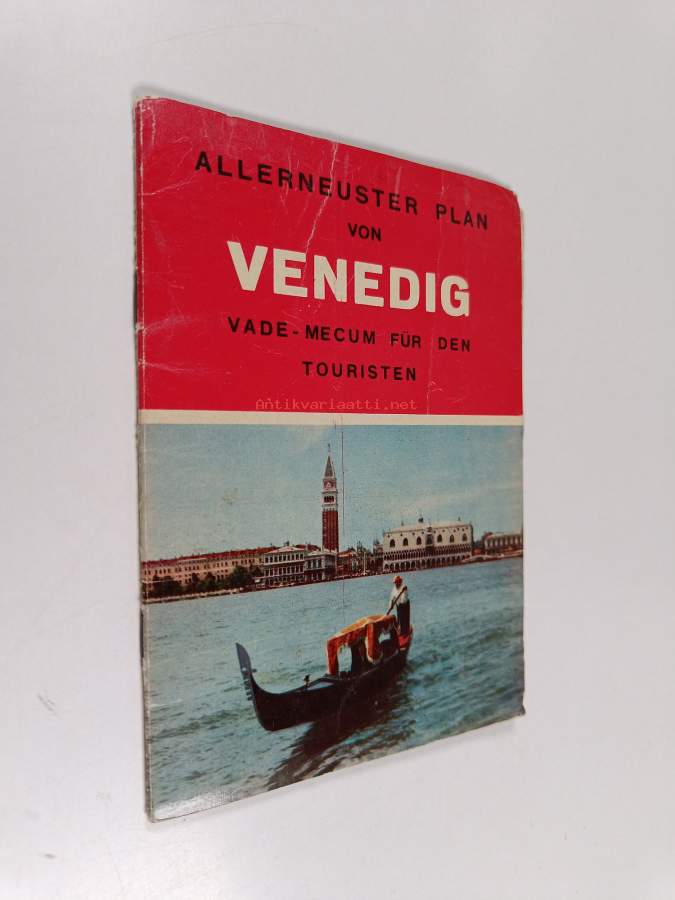 ALLERNEUSTER PLAN
VON
VENEDIG
VADE-MECUM FÜR DEN
TOURISTEN
Antikvariaatti.net